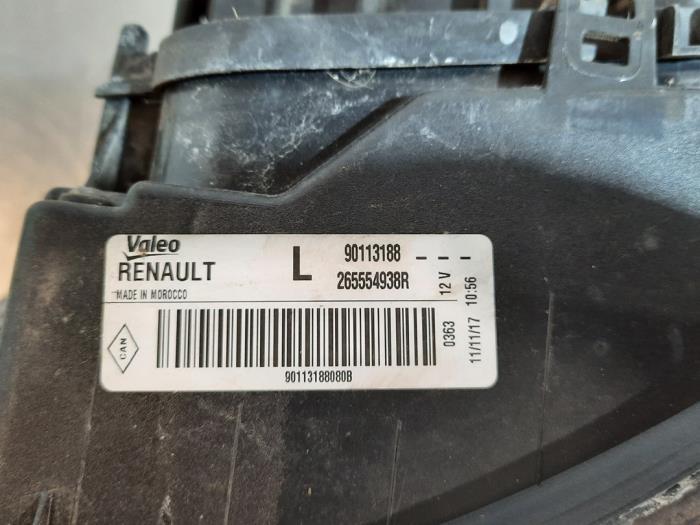 Valeo
RENAULT
MADE IN MOROCCO
L
90113188 - - -
265554938R
12 V
0363
11/11/17 10:56
CAN
90113188080B